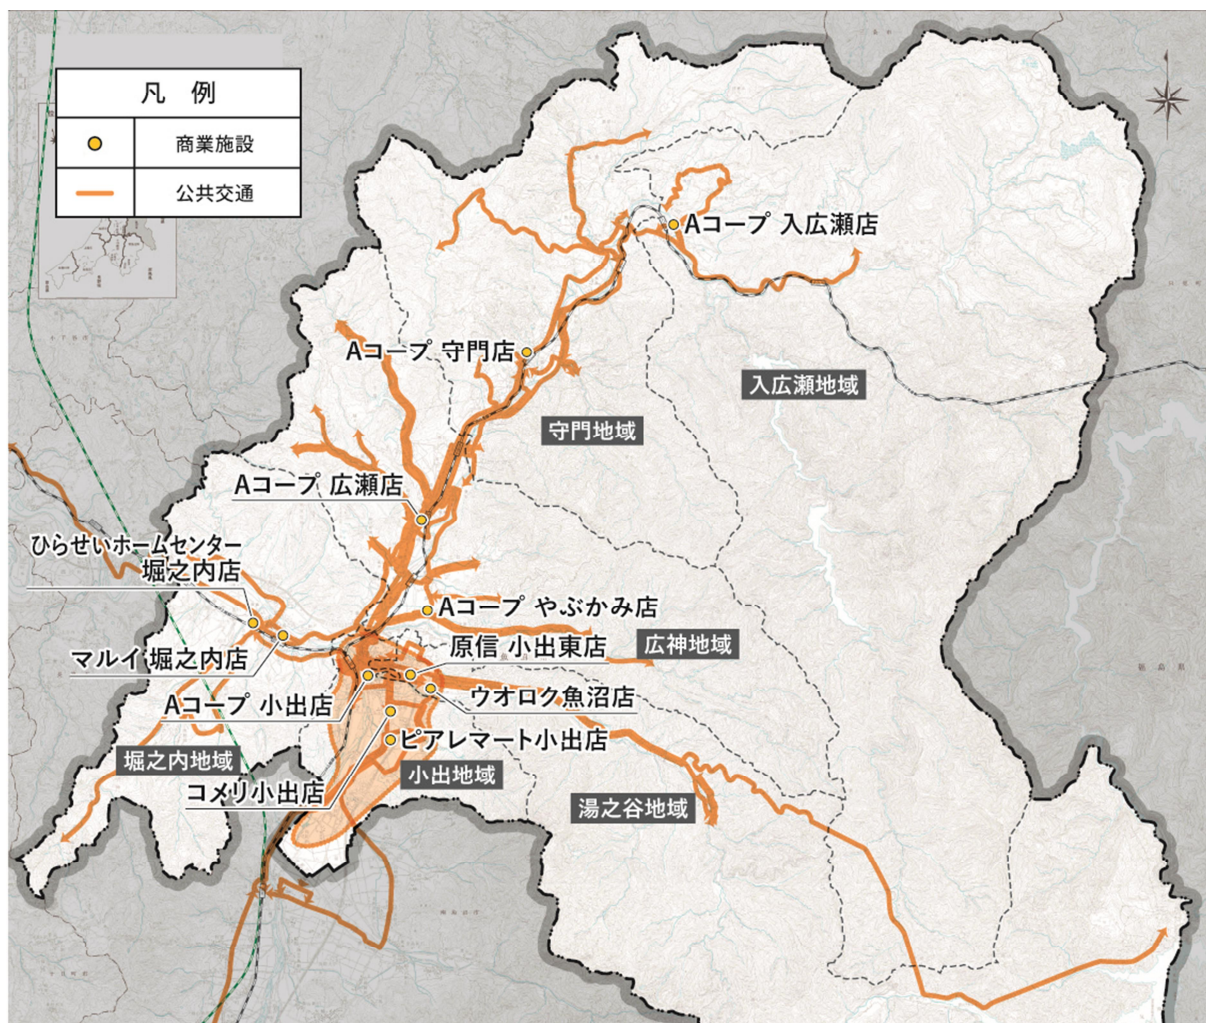 凡 例
商業施設
公共交通
Aコープ 入広瀬店
Aコープ 守門店
入広瀬地域
守門地域
Aコープ 広瀬店
ひらせいホームセンター
堀之内店
Aコープ やぶかみ店
原信 小出東店
広神地域
マルイ 堀之内店
Aコープ 小出店
ウオロク魚沼店
ピアレマート小出店
堀之内地域
小出地域
コメリ小出店
湯之谷地域
福島県